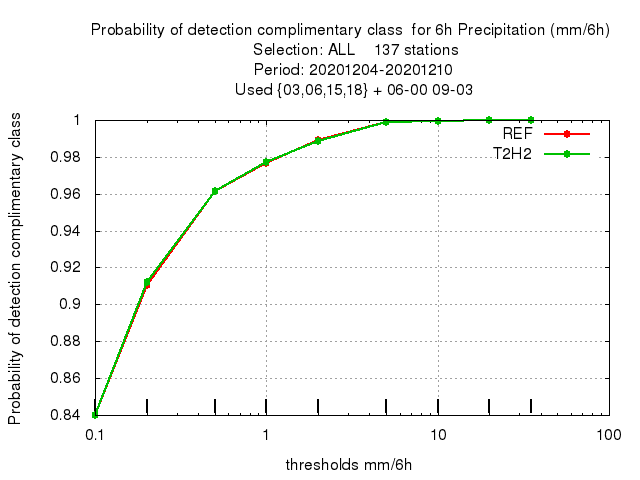 Probability of detection complimentary class  for 6h Precipitation (mm/6h)
Selection: ALL    137 stations
Period: 20201204-20201210
Used {03,06,15,18} + 06-00 09-03
Probability of detection complimentary class
1
0.98
0.96
0.94
0.92
0.9
0.88
0.86
0.84
REF
T2H2
0.1 1 10 100
thresholds mm/6h